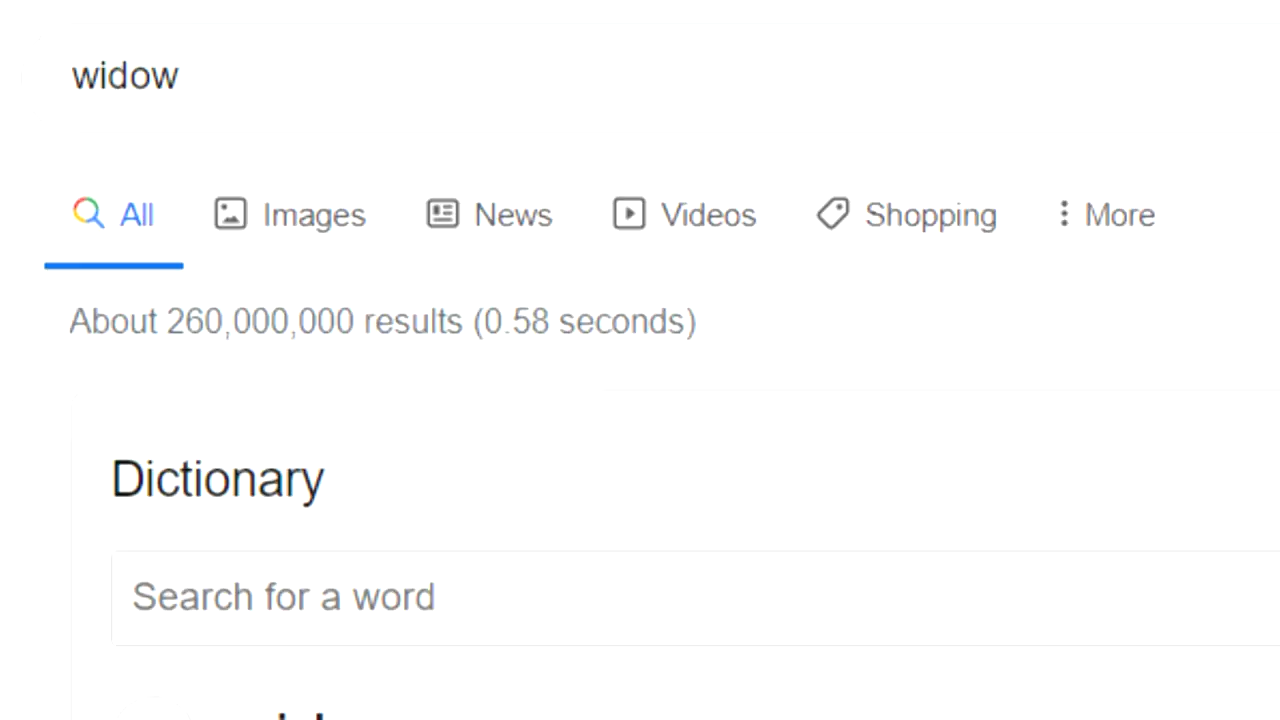 widow
All Images News Videos Shopping More
About 260,000,000 results (0.58 seconds)
Dictionary
Search for a word